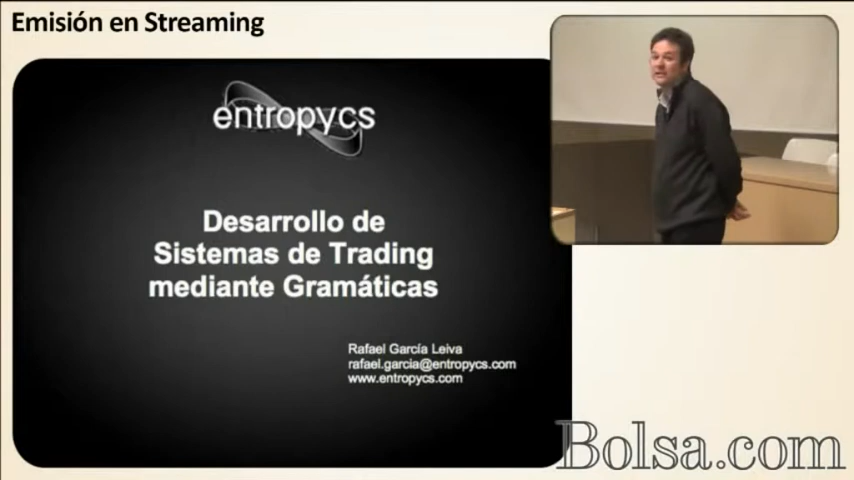 Emisión en Streaming
entropycs
Desarrollo de
Sistemas de Trading
mediante Gramáticas
Rafael García Leiva
rafael.garcia@entropycs.com
www.entropycs.com
Bolsa.com